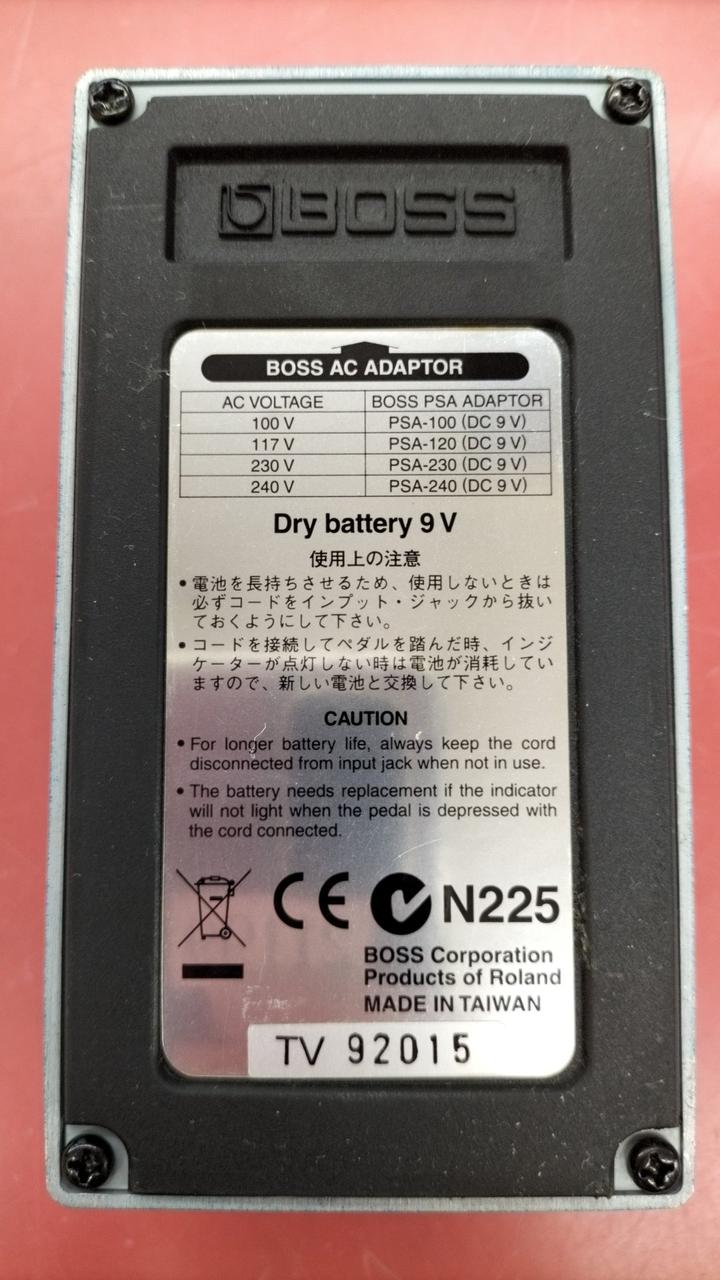 BOSS
BOSS AC ADAPTOR
AC VOLTAGE BOSS PSA ADAPTOR
100 V PSA-100 (DC 9 V)
117 V PSA-120 (DC 9 V)
230 V PSA-230 (DC 9 V)
240 V PSA-240 (DC 9 V)
Dry battery 9 V
使用上の注意
• 電池を長持ちさせるため、使用しないときは
必ずコードをインプット・ジャックから抜い
ておくようにして下さい。
• コードを接続してペダルを踏んだ時、インジ
ケーターが点灯しない時は電池が消耗してい
ますので、新しい電池と交換して下さい。
CAUTION
• For longer battery life, always keep the cord
disconnected from input jack when not in use.
• The battery needs replacement if the indicator
will not light when the pedal is depressed with
the cord connected.
CE N225
BOSS Corporation
Products of Roland
MADE IN TAIWAN
TV 92015